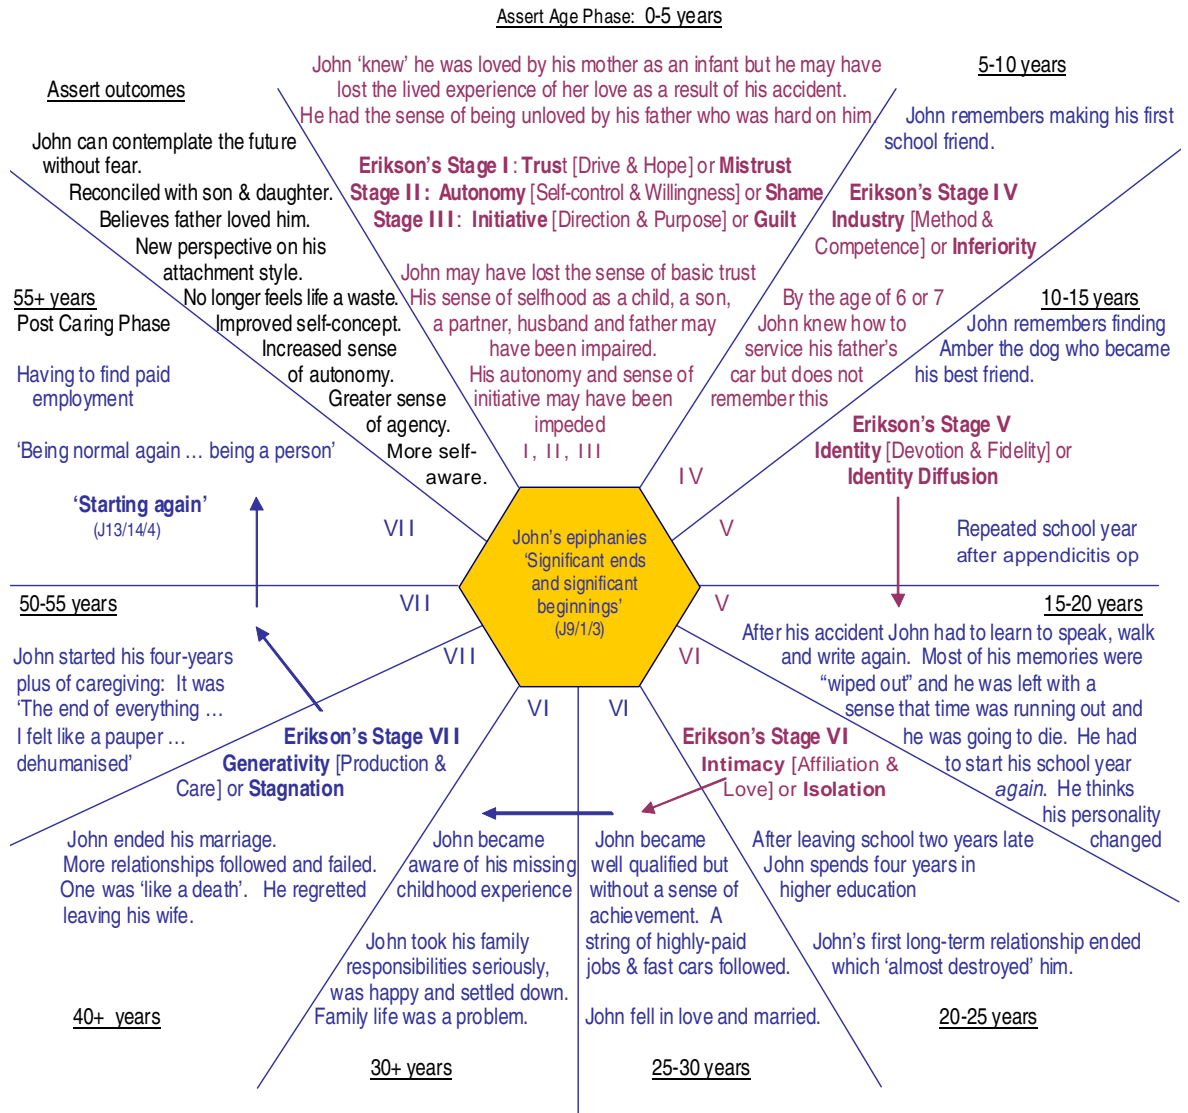 Assert Age Phase: 0-5 years
John ‘knew’ he was loved by his mother as an infant but he may have
lost the lived experience of her love as a result of his accident.
He had the sense of being unloved by his father who was hard on him.
Erikson’s Stage I : Trust [Drive & Hope] or Mistrust
Stage II : Autonomy [Self-control & Willingness] or Shame
Stage III : Initiative [Direction & Purpose] or Guilt
John may have lost the sense of basic trust
His sense of selfhood as a child, a son,
a partner, husband and father may
have been impaired.
His autonomy and sense of
initiative may have been
impeded
I, II, III
5-10 years
John remembers making his first
school friend.
Erikson’s Stage IV
Industry [Method &
Competence] or Inferiority
By the age of 6 or 7
John knew how to
service his father’s
car but does not
remember this
IV
10-15 years
John remembers finding
Amber the dog who became
his best friend.
Erikson’s Stage V
Identity [Devotion & Fidelity] or
Identity Diffusion
V
Repeated school year
after appendicitis op
15-20 years
V
After his accident John had to learn to speak, walk
and write again. Most of his memories were
“wiped out” and he was left with a
sense that time was running out and
he was going to die. He had
to start his school year
again. He thinks
his personality
changed
VI
Erikson’s Stage VI
Intimacy [Affiliation &
Love] or Isolation
After leaving school two years late
John spends four years in
higher education
John’s first long-term relationship ended
which ‘almost destroyed’ him.
20-25 years
VI
John became
well qualified but
without a sense of
achievement. A
string of highly-paid
jobs & fast cars followed.
John fell in love and married.
25-30 years
VI
John became
aware of his missing
childhood experience
John took his family
responsibilities seriously,
was happy and settled down.
Family life was a problem.
30+ years
VII
Erikson’s Stage VII
Generativity [Production &
Care] or Stagnation
John ended his marriage.
More relationships followed and failed.
One was ‘like a death’. He regretted
leaving his wife.
40+ years
50-55 years
VII
John started his four-years
plus of caregiving: It was
‘The end of everything …
I felt like a pauper …
dehumanised’
55+ years
Post Caring Phase
Having to find paid
employment
‘Being normal again … being a person’
‘Starting again’
(J13/14/4)
VII
Assert outcomes
John can contemplate the future
without fear.
Reconciled with son & daughter.
Believes father loved him.
New perspective on his
attachment style.
No longer feels life a waste.
Improved self-concept.
Increased sense
of autonomy.
Greater sense
of agency.
More self-
aware.
John’s epiphanies
‘Significant ends
and significant
beginnings’
(J9/1/3)